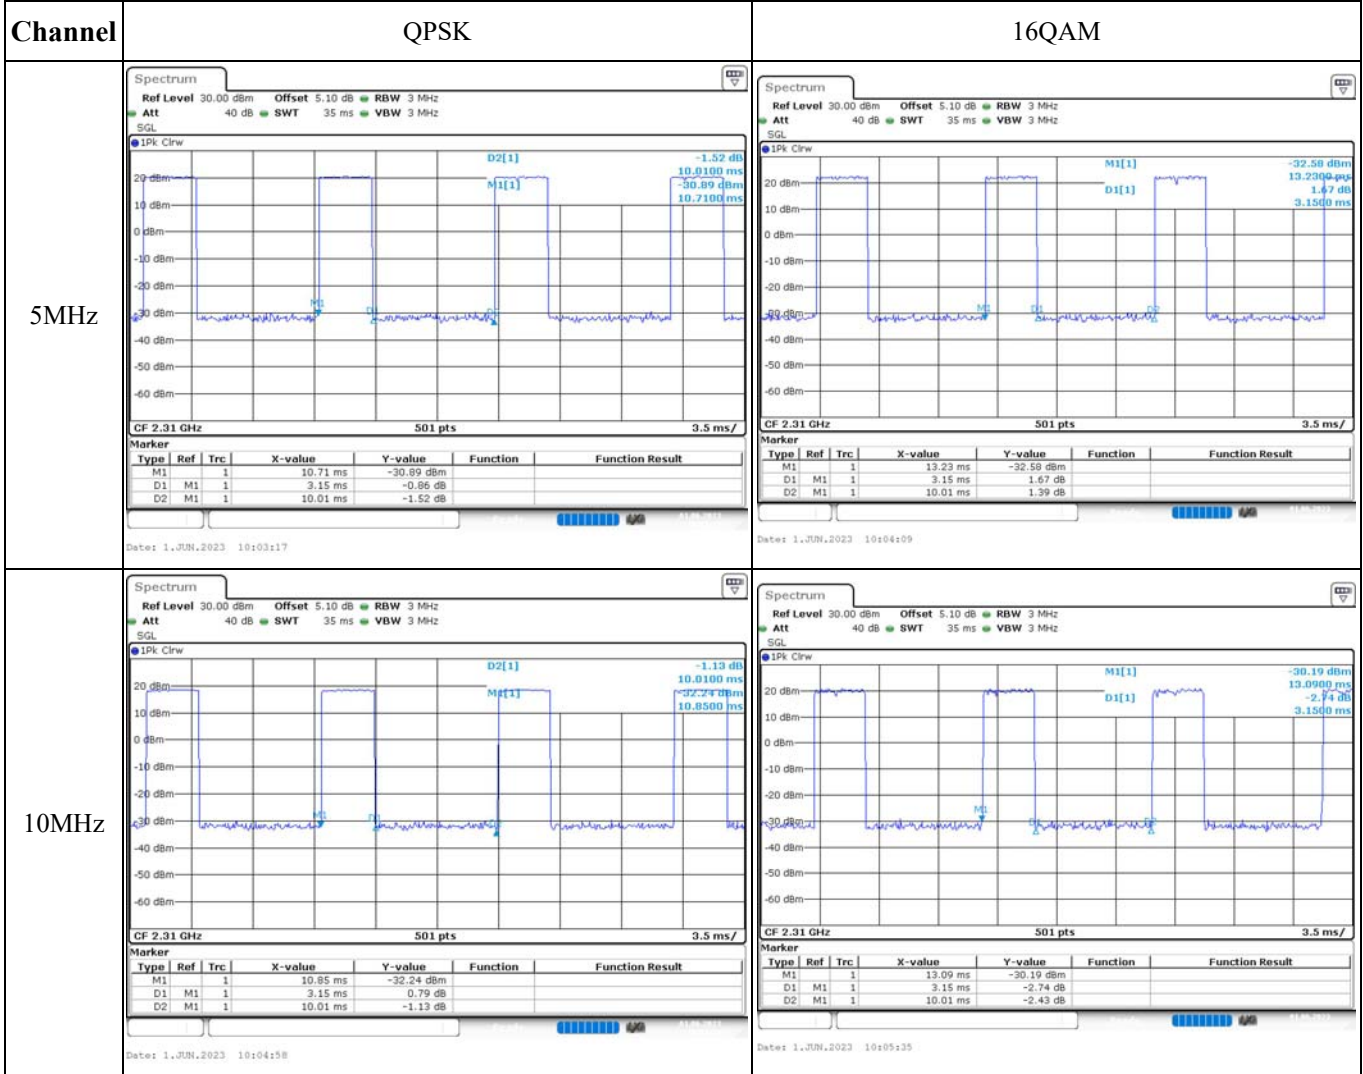 Channel QPSK 16QAM
5MHz
Spectrum
Ref Level 30.00 dBm Offset 5.10 dB RBW 3 MHz
Att 40 dB SWT 35 ms VBW 3 MHz
SGL
1Pk Clrw
D2[1] -1.52 dB
10.0100 ms
M1[1] -30.89 dBm
10.7100 ms
20 dBm
10 dBm
0 dBm
-10 dBm
-20 dBm
-30 dBm
-40 dBm
-50 dBm
-60 dBm
M1 D1
CF 2.31 GHz 501 pts 3.5 ms/
Marker
Type Ref Trc X-value Y-value Function Function Result
M1 1 10.71 ms -30.89 dBm
D1 M1 1 3.15 ms -0.86 dB
D2 M1 1 10.01 ms -1.52 dB
Date: 1.JUN.2023 10:03:17
Spectrum
Ref Level 30.00 dBm Offset 5.10 dB RBW 3 MHz
Att 40 dB SWT 35 ms VBW 3 MHz
SGL
1Pk Clrw
M1[1] -32.58 dBm
13.2300 ms
D1[1] 1.67 dB
3.1500 ms
20 dBm
10 dBm
0 dBm
-10 dBm
-20 dBm
-30 dBm
-40 dBm
-50 dBm
-60 dBm
M1 D1 D2
CF 2.31 GHz 501 pts 3.5 ms/
Marker
Type Ref Trc X-value Y-value Function Function Result
M1 1 13.23 ms -32.58 dBm
D1 M1 1 3.15 ms 1.67 dB
D2 M1 1 10.01 ms 1.39 dB
Date: 1.JUN.2023 10:04:09
10MHz
Spectrum
Ref Level 30.00 dBm Offset 5.10 dB RBW 3 MHz
Att 40 dB SWT 35 ms VBW 3 MHz
SGL
1Pk Clrw
D2[1] -1.13 dB
10.0100 ms
M1[1] -32.24 dBm
10.8500 ms
20 dBm
10 dBm
0 dBm
-10 dBm
-20 dBm
-30 dBm
-40 dBm
-50 dBm
-60 dBm
M1
CF 2.31 GHz 501 pts 3.5 ms/
Marker
Type Ref Trc X-value Y-value Function Function Result
M1 1 10.85 ms -32.24 dBm
D1 M1 1 3.15 ms 0.79 dB
D2 M1 1 10.01 ms -1.13 dB
Date: 1.JUN.2023 10:04:58
Spectrum
Ref Level 30.00 dBm Offset 5.10 dB RBW 3 MHz
Att 40 dB SWT 35 ms VBW 3 MHz
SGL
1Pk Clrw
M1[1] -30.19 dBm
13.0900 ms
D1[1] -2.74 dB
3.1500 ms
20 dBm
10 dBm
0 dBm
-10 dBm
-20 dBm
-30 dBm
-40 dBm
-50 dBm
-60 dBm
M1
CF 2.31 GHz 501 pts 3.5 ms/
Marker
Type Ref Trc X-value Y-value Function Function Result
M1 1 13.09 ms -30.19 dBm
D1 M1 1 3.15 ms -2.74 dB
D2 M1 1 10.01 ms -2.43 dB
Date: 1.JUN.2023 10:05:35